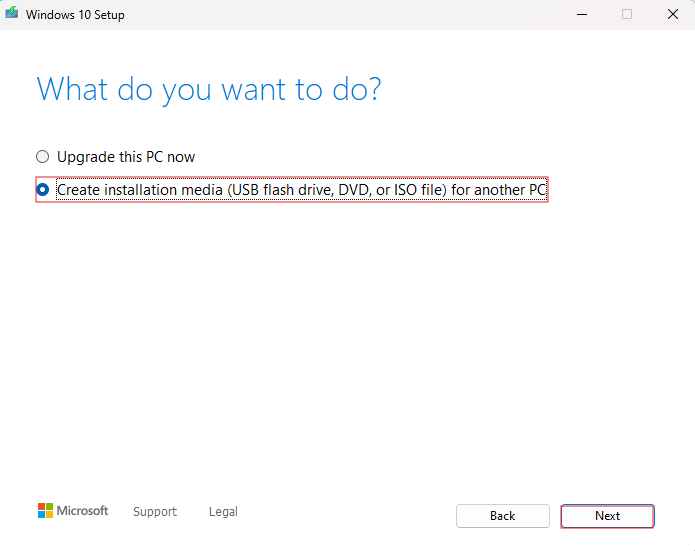 Windows 10 Setup
What do you want to do?
Upgrade this PC now
Create installation media (USB flash drive, DVD, or ISO file) for another PC
Microsoft Support Legal
Back Next